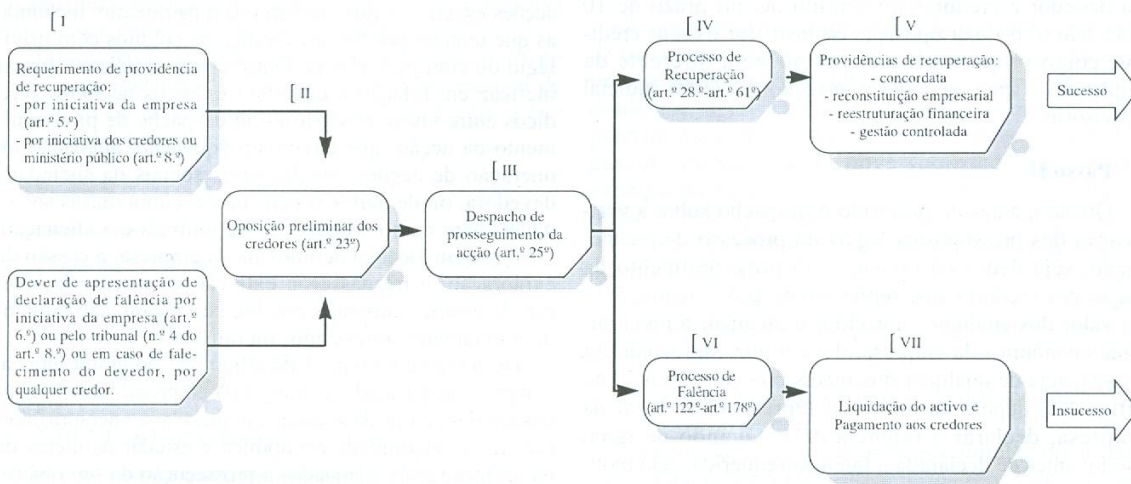 [ I
Requerimento de providência
de recuperação:
- por iniciativa da empresa
(art.º 5.º)
- por iniciativa dos credores ou
ministério público (art.º 8.º)
[ II
Dever de apresentação de
declaração de falência por
iniciativa da empresa (art.º
6.º) ou pelo tribunal (n.º 4 do
art.º 8.º) ou em caso de fale-
cimento do devedor, por
qualquer credor.
Oposição preliminar dos
credores (art.º 23º)
[ III
Despacho de
prosseguimento da
acção (art.º 25º)
[ IV
Processo de
Recuperação
(art.º 28.º-art.º 61º)
[ V
Providências de recuperação:
- concordata
- reconstituição empresarial
- reestruturação financeira
- gestão controlada
Sucesso
[ VI
Processo de
Falência
(art.º 122.º-art.º 178º)
[ VII
Liquidação do activo e
Pagamento aos credores
Insucesso